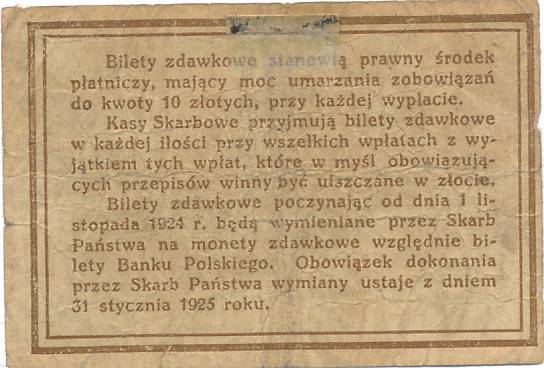 Bilety zdawkowe stanowią prawny środek
płatniczy, mający moc umarzania zobowiązań
do kwoty 10 złotych, przy każdej wypłacie.
Kasy Skarbowe przyjmują bilety zdawkowe
w każdej ilości przy wszelkich wpłatach z wy-
jątkiem tych wpłat, które w myśl obowiązują-
cych przepisów winny być uiszczane w złocie.
Bilety zdawkowe począwszy od dnia 1 li-
stopada 1924 r. będą wymieniane przez Skarb
Państwa na monety zdawkowe względnie bi-
lety Banku Polskiego. Obowiązek dokonania
przez Skarb Państwa wymiany ustaje z dniem
31 stycznia 1925 roku.